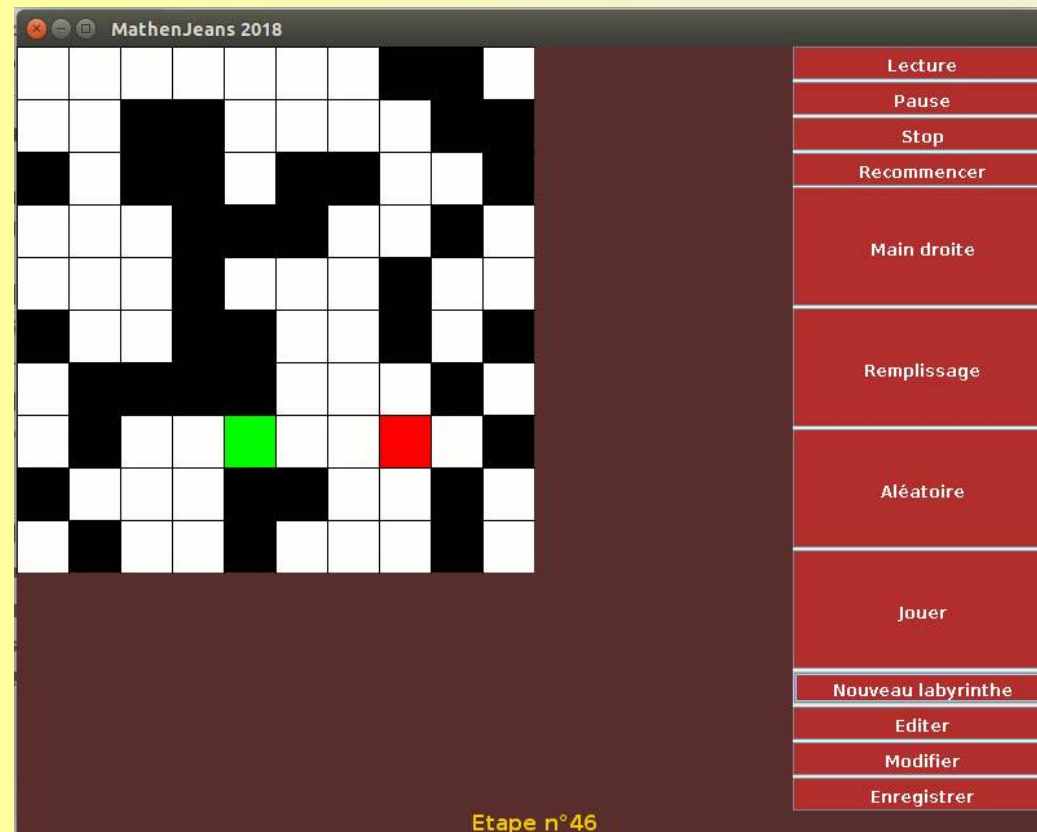 MathenJeans 2018
Lecture
Pause
Stop
Recommencer
Main droite
Remplissage
Aléatoire
Jouer
Nouveau labyrinthe
Editer
Modifier
Enregistrer
Etape n°46